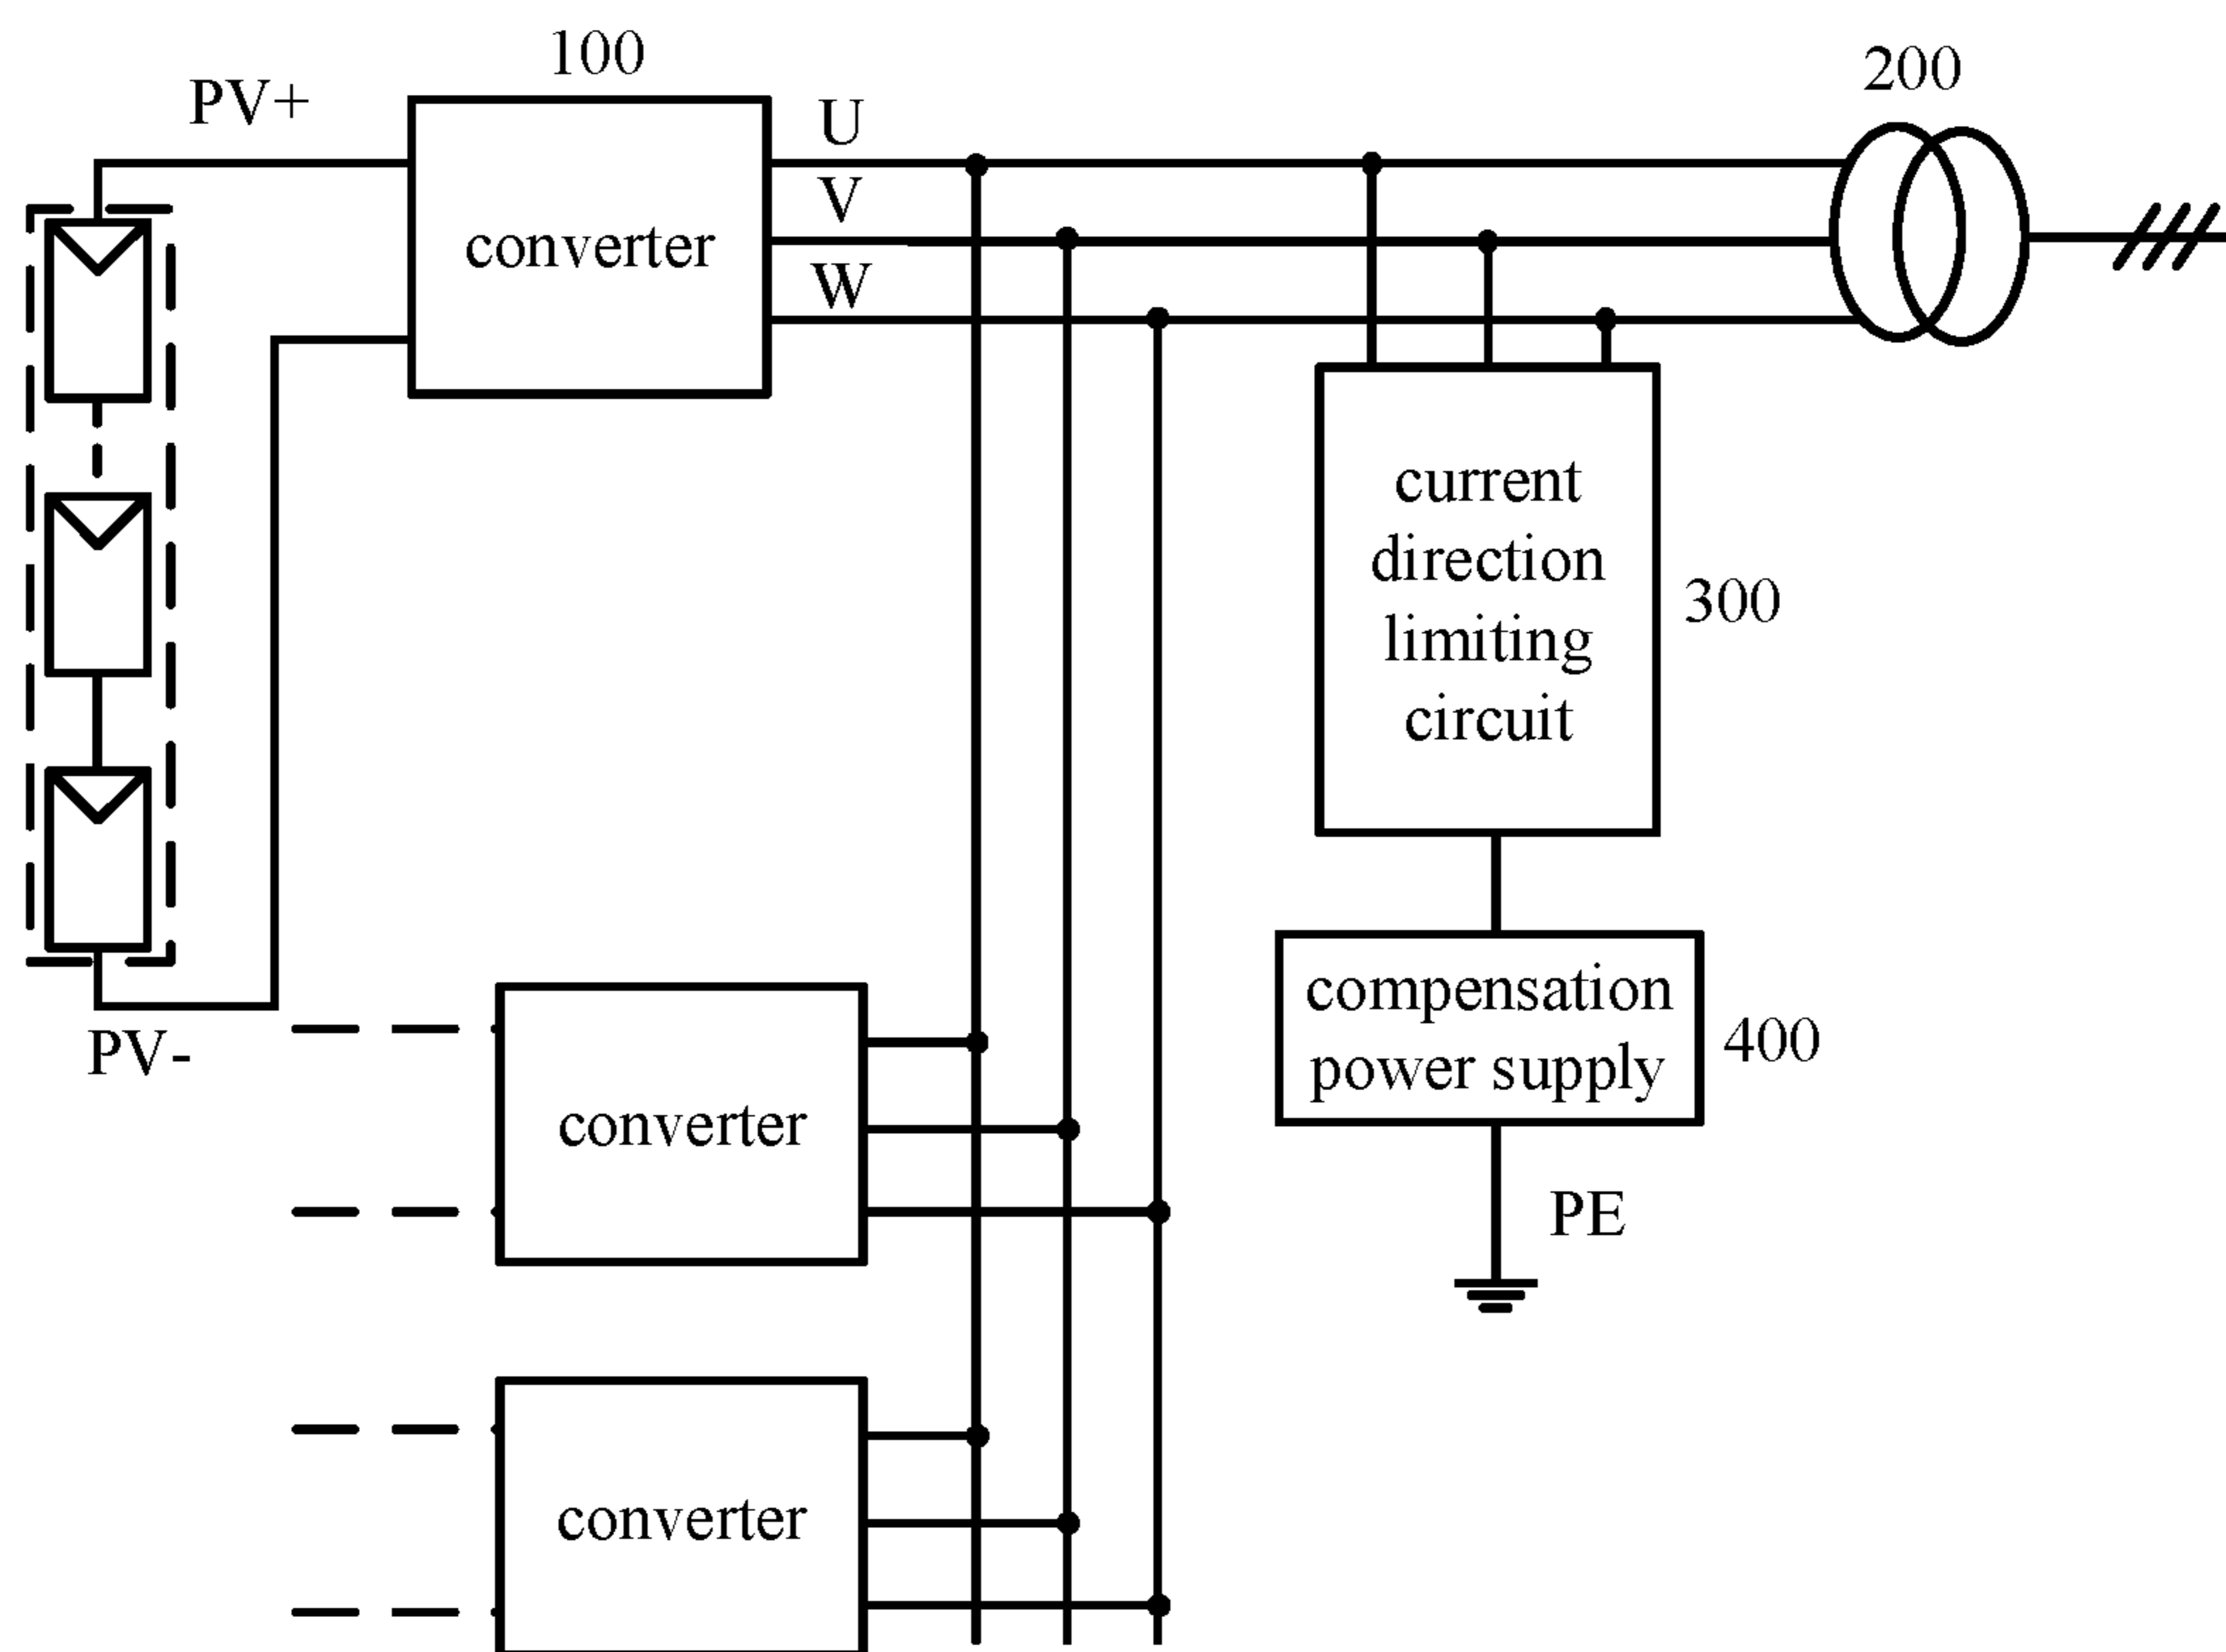 100
200
PV+
U
V
W
converter
current
direction
limiting
circuit
300
compensation
power supply
400
PV-
converter
PE
converter